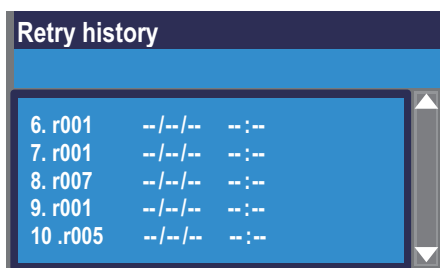 Retry history
6. r001 --/--/-- --:--
7. r001 --/--/-- --:--
8. r007 --/--/-- --:--
9. r001 --/--/-- --:--
10 .r005 --/--/-- --:--